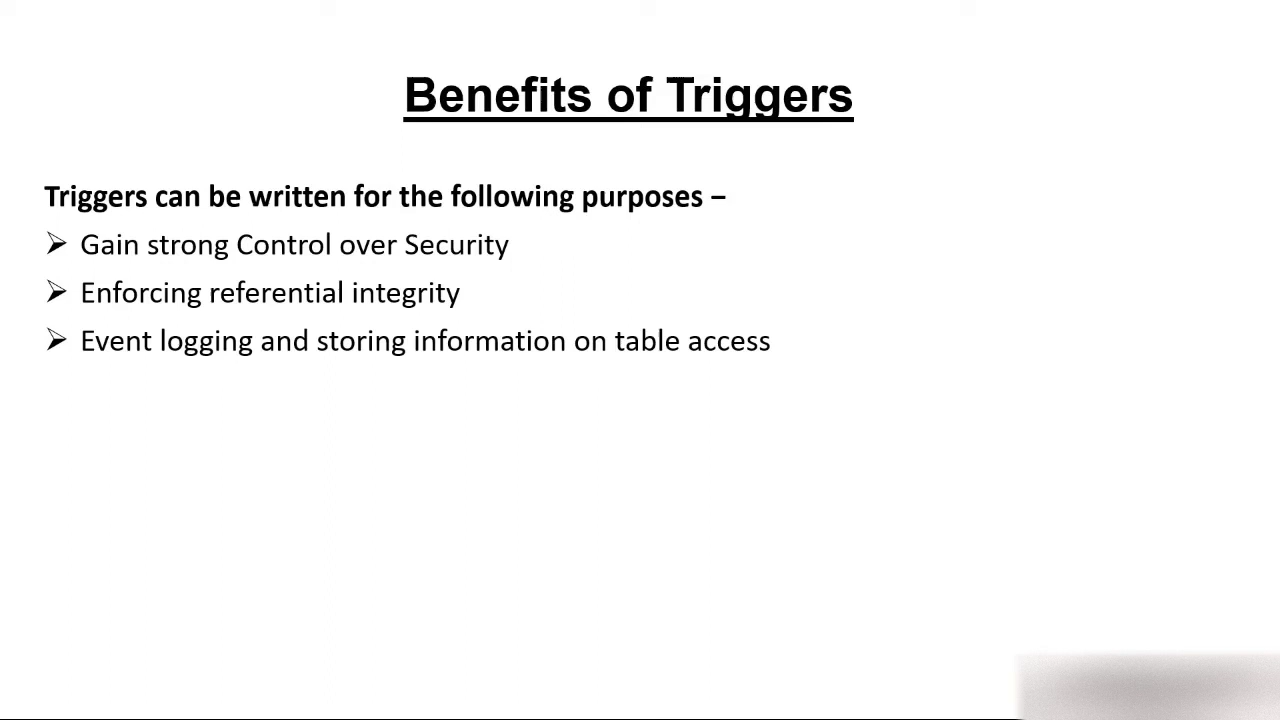 Benefits of Triggers
Triggers can be written for the following purposes –
➢ Gain strong Control over Security
➢ Enforcing referential integrity
➢ Event logging and storing information on table access